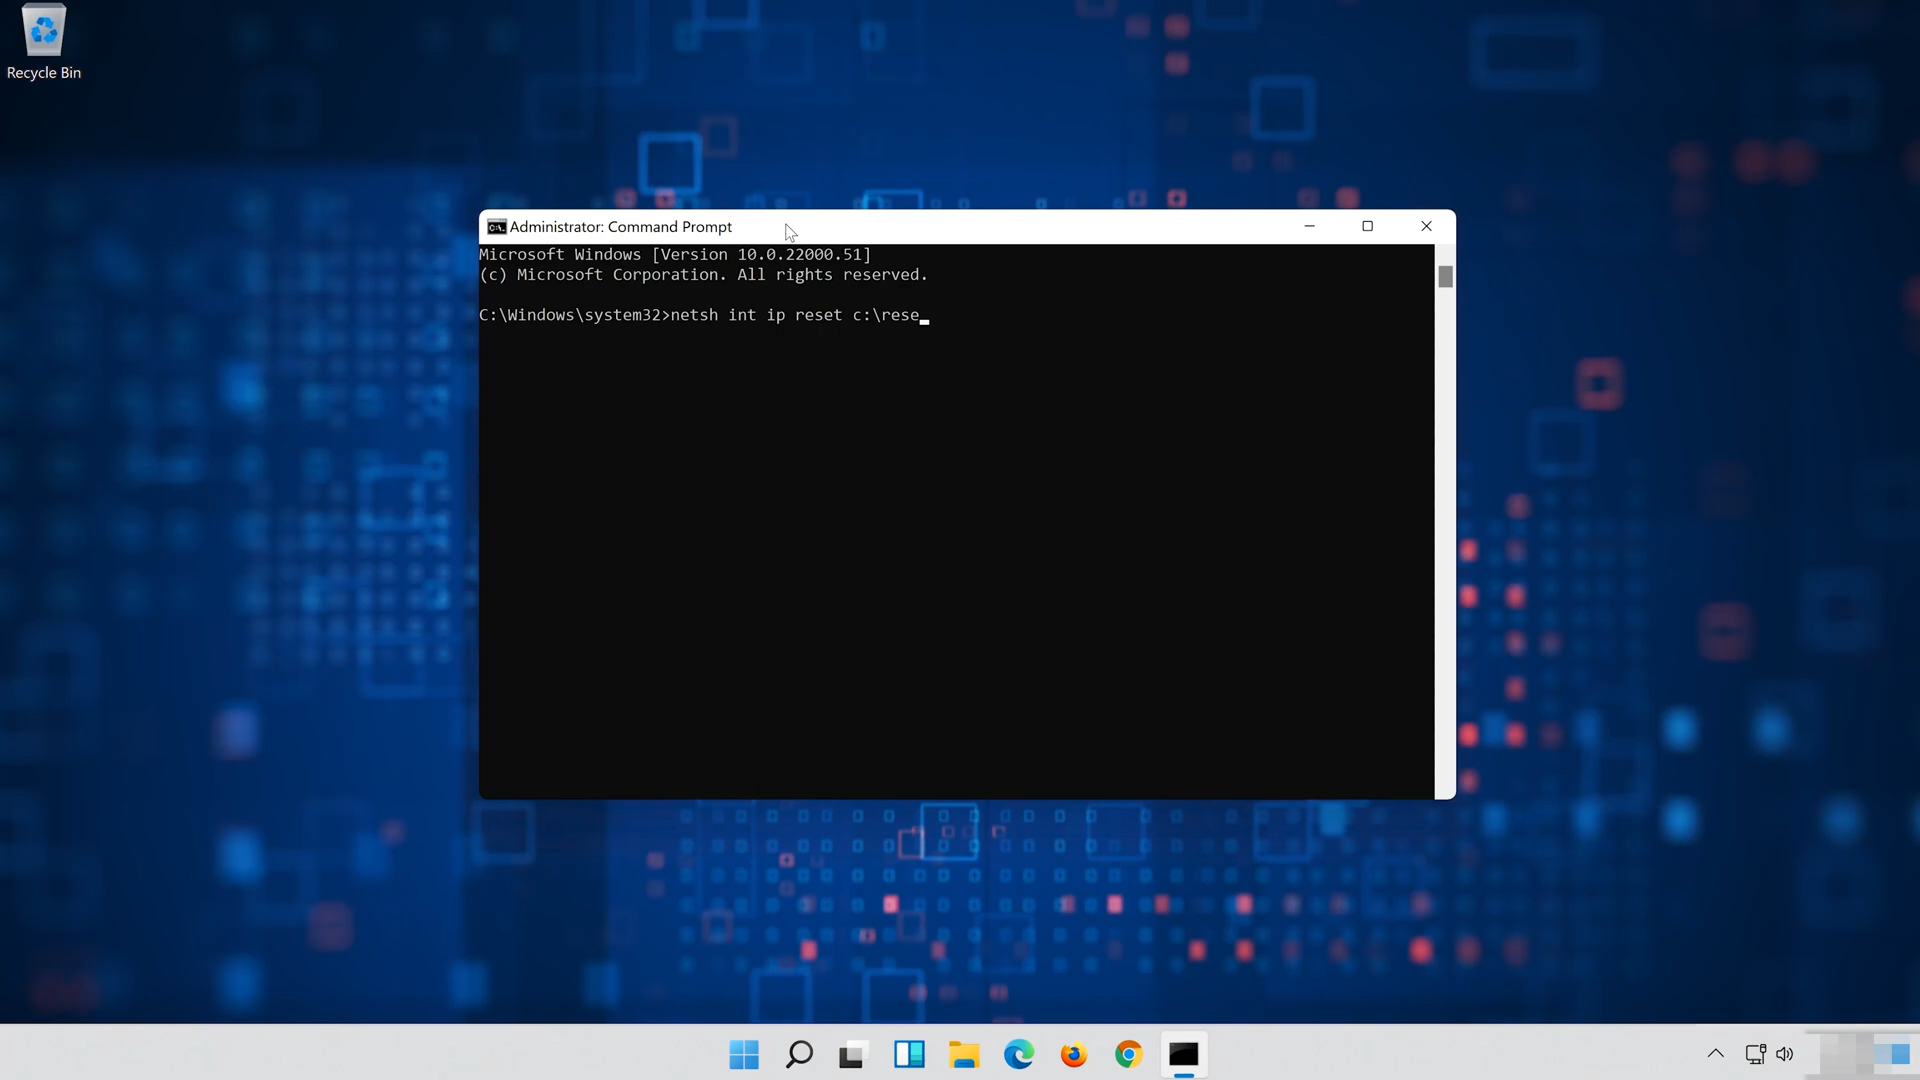 Recycle Bin
Administrator: Command Prompt
Microsoft Windows [Version 10.0.22000.51]
(c) Microsoft Corporation. All rights reserved.
C:\Windows\system32>netsh int ip reset c:\rese